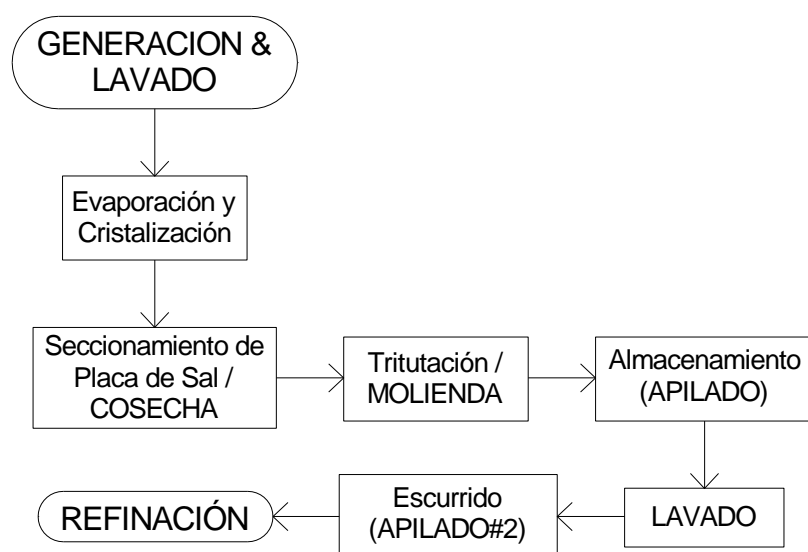 GENERACION &
LAVADO
Evaporación y
Cristalización
Seccionamiento de
Placa de Sal /
COSECHA
Tritutación /
MOLIENDA
Almacenamiento
(APILADO)
LAVADO
Escurrido
(APILADO#2)
REFINACIÓN